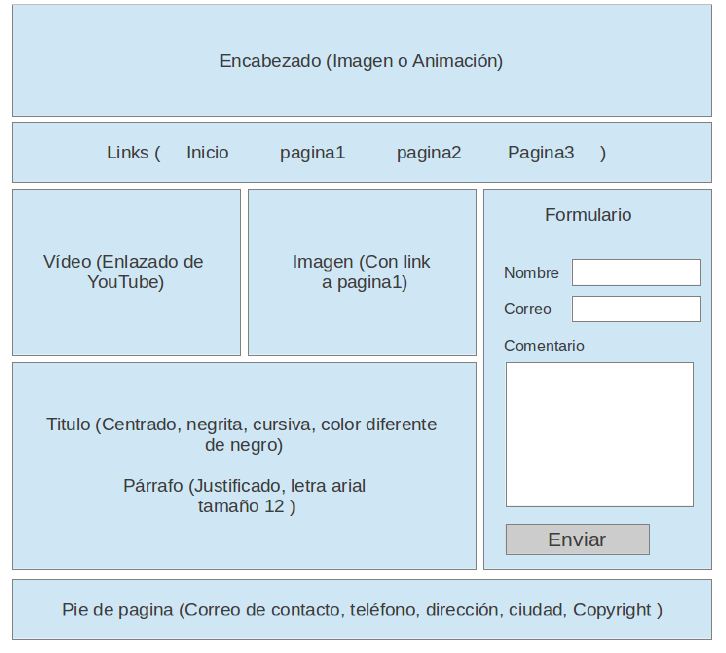 Encabezado (Imagen o Animación)
Links ( Inicio pagina1 pagina2 Pagina3 )
Vídeo (Enlazado de
YouTube)
Imagen (Con link
a pagina1)
Titulo (Centrado, negrita, cursiva, color diferente
de negro)
Párrafo (Justificado, letra arial
tamaño 12 )
Formulario
Nombre
Correo
Comentario
Enviar
Pie de pagina (Correo de contacto, teléfono, dirección, ciudad, Copyright )